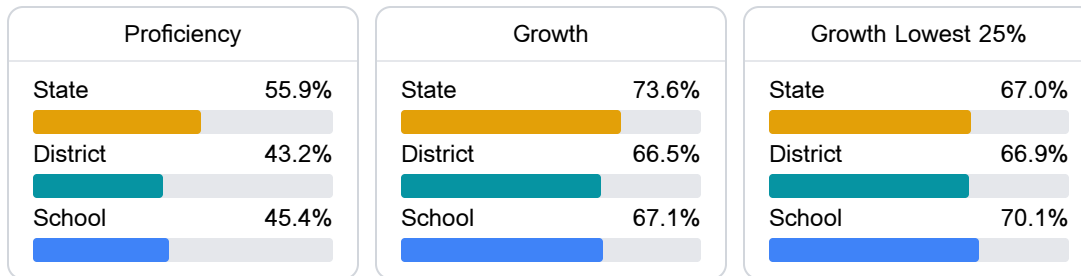 Proficiency
State 55.9%
District 43.2%
School 45.4%
Growth
State 73.6%
District 66.5%
School 67.1%
Growth Lowest 25%
State 67.0%
District 66.9%
School 70.1%